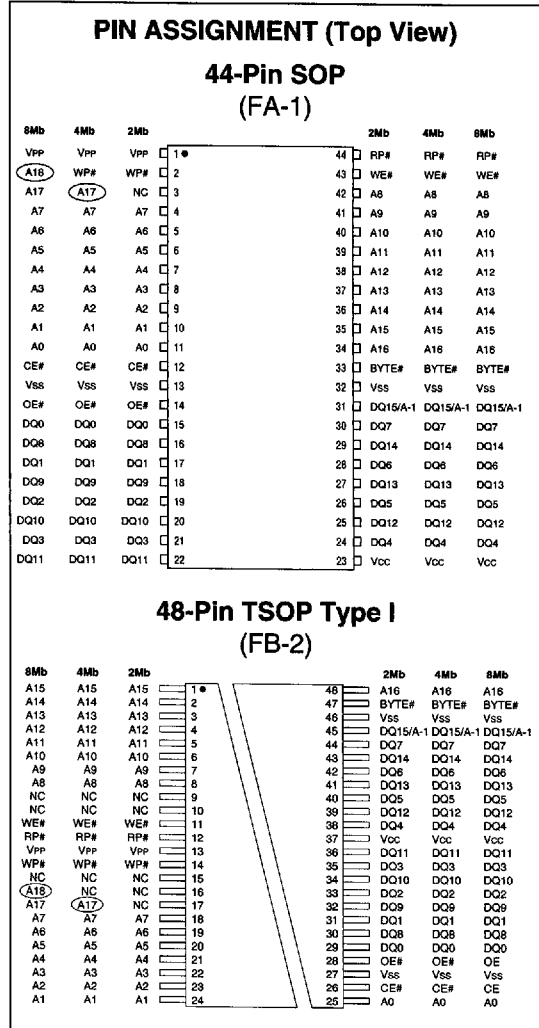 PIN ASSIGNMENT (Top View)
44-Pin SOP
(FA-1)
8Mb 4Mb 2Mb 2Mb 4Mb 8Mb
VPP VPP VPP 1 44 RP# RP# RP#
A18 WP# WP# 2 43 WE# WE# WE#
A17 A17 NC 3 42 A8 A8 A8
A7 A7 A7 4 41 A9 A9 A9
A6 A6 A6 5 40 A10 A10 A10
A5 A5 A5 6 39 A11 A11 A11
A4 A4 A4 7 38 A12 A12 A12
A3 A3 A3 8 37 A13 A13 A13
A2 A2 A2 9 36 A14 A14 A14
A1 A1 A1 10 35 A15 A15 A15
A0 A0 A0 11 34 A16 A16 A16
CE# CE# CE# 12 33 BYTE# BYTE# BYTE#
Vss Vss Vss 13 32 Vss Vss Vss
OE# OE# OE# 14 31 DQ15/A-1 DQ15/A-1 DQ15/A-1
DQ0 DQ0 DQ0 15 30 DQ7 DQ7 DQ7
DQ8 DQ8 DQ8 16 29 DQ14 DQ14 DQ14
DQ1 DQ1 DQ1 17 28 DQ6 DQ6 DQ6
DQ9 DQ9 DQ9 18 27 DQ13 DQ13 DQ13
DQ2 DQ2 DQ2 19 26 DQ5 DQ5 DQ5
DQ10 DQ10 DQ10 20 25 DQ12 DQ12 DQ12
DQ3 DQ3 DQ3 21 24 DQ4 DQ4 DQ4
DQ11 DQ11 DQ11 22 23 Vcc Vcc Vcc
48-Pin TSOP Type I
(FB-2)
8Mb 4Mb 2Mb 2Mb 4Mb 8Mb
A15 A15 A15 1 48 A16 A16 A16
A14 A14 A14 2 47 BYTE# BYTE# BYTE#
A13 A13 A13 3 46 Vss Vss Vss
A12 A12 A12 4 45 DQ15/A-1 DQ15/A-1 DQ15/A-1
A11 A11 A11 5 44 DQ7 DQ7 DQ7
A10 A10 A10 6 43 DQ14 DQ14 DQ14
A9 A9 A9 7 42 DQ6 DQ6 DQ6
A8 A8 A8 8 41 DQ13 DQ13 DQ13
NC NC NC 9 40 DQ5 DQ5 DQ5
NC NC NC 10 39 DQ12 DQ12 DQ12
WE# WE# WE# 11 38 DQ4 DQ4 DQ4
RP# RP# RP# 12 37 Vcc Vcc Vcc
VPP VPP VPP 13 36 DQ11 DQ11 DQ11
WP# WP# WP# 14 35 DQ3 DQ3 DQ3
NC NC NC 15 34 DQ10 DQ10 DQ10
A18 NC NC 16 33 DQ2 DQ2 DQ2
A17 A17 NC 17 32 DQ9 DQ9 DQ9
A7 A7 A7 18 31 DQ1 DQ1 DQ1
A6 A6 A6 19 30 DQ8 DQ8 DQ8
A5 A5 A5 20 29 DQ0 DQ0 DQ0
A4 A4 A4 21 28 OE# OE# OE
A3 A3 A3 22 27 Vss Vss Vss
A2 A2 A2 23 26 CE# CE# CE
A1 A1 A1 24 25 A0 A0 A0